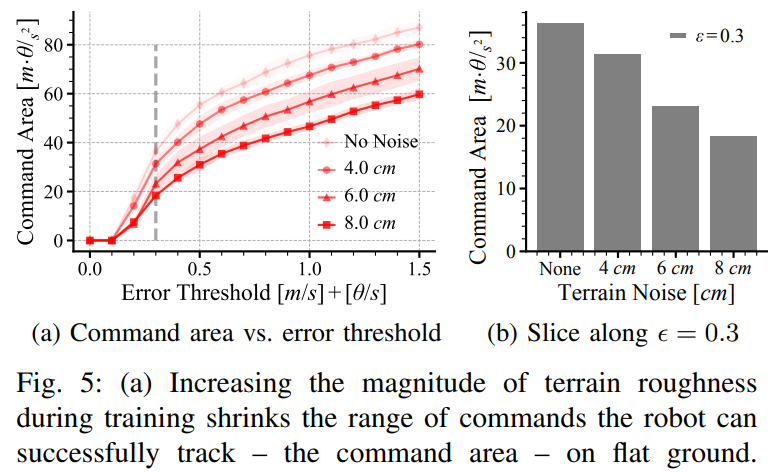 Command Area [m·θ/s²]
80
60
40
20
0
No Noise
4.0 cm
6.0 cm
8.0 cm
0.0 0.5 1.0 1.5
Error Threshold [m/s]+[θ/s]
(a) Command area vs. error threshold
Command Area [m·θ/s²]
30
20
10
0
ε=0.3
None 4 cm 6 cm 8 cm
Terrain Noise [cm]
(b) Slice along ϵ = 0.3
Fig. 5: (a) Increasing the magnitude of terrain roughness
during training shrinks the range of commands the robot can
successfully track – the command area – on flat ground.